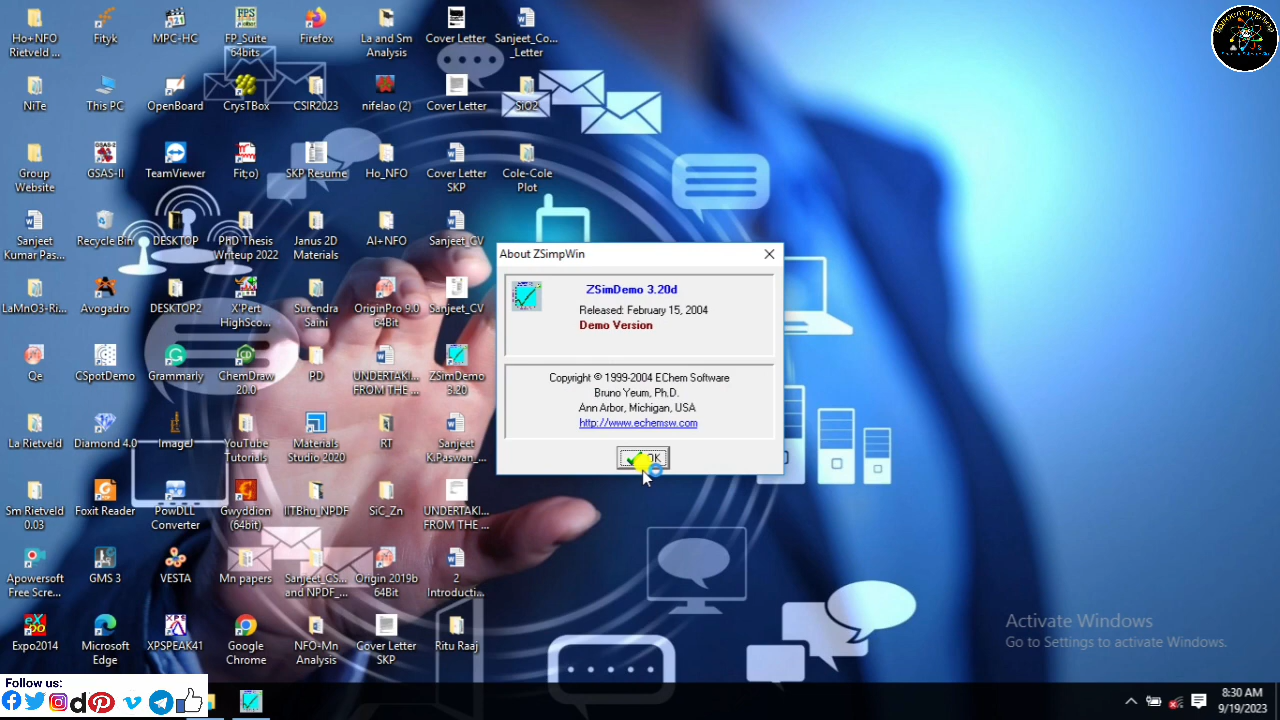 Ho+NFO
Rietveld ...
Fityk
MPC-HC
FP_Suite
64bits
Firefox
La and Sm
Analysis
Cover Letter
Sanjeet_Co...
_Letter
NiTe
This PC
OpenBoard
CrysTBox
CSIR2023
nifelao (2)
Cover Letter
SiO2
Group
Website
GSAS-II
TeamViewer
Fit;o)
SKP Resume
Ho_NFO
Cover Letter
SKP
Cole-Cole
Plot
Sanjeet
Kumar Pas...
Recycle Bin
DESKTOP
PhD Thesis
Writeup 2022
Janus 2D
Materials
Al+NFO
Sanjeet_CV
LaMnO3-Ri...
Avogadro
DESKTOP2
X'Pert
HighSco...
Surendra
Saini
OriginPro 9.0
64Bit
Sanjeet_CV
Qe
CSpotDemo
Grammarly
ChemDraw
20.0
PD
UNDERTAKI...
FROM THE ...
ZSimDemo
3.20
La Rietveld
Diamond 4.0
ImageJ
YouTube
Tutorials
Materials
Studio 2020
RT
Sanjeet
K.Paswan_...
Sm Rietveld
0.03
Foxit Reader
PowDLL
Converter
Gwyddion
(64bit)
IITBhu_NPDF
SiC_Zn
UNDERTAKI...
FROM THE ...
Apowersoft
Free Scre...
GMS 3
VESTA
Mn papers
Sanjeet_CS...
and NPDF_...
Origin 2019b
64Bit
2
Introducti...
Expo2014
Microsoft
Edge
XPSPEAK41
Google
Chrome
NFO-Mn
Analysis
Cover Letter
SKP
Ritu Raaj
About ZSimpWin
ZSimDemo 3.20d
Released: February 15, 2004
Demo Version
Copyright © 1999-2004 EChem Software
Bruno Yeum, Ph.D.
Ann Arbor, Michigan, USA
http://www.echemsw.com
OK
Activate Windows
Go to Settings to activate Windows.
Follow us:
8:30 AM
9/19/2023